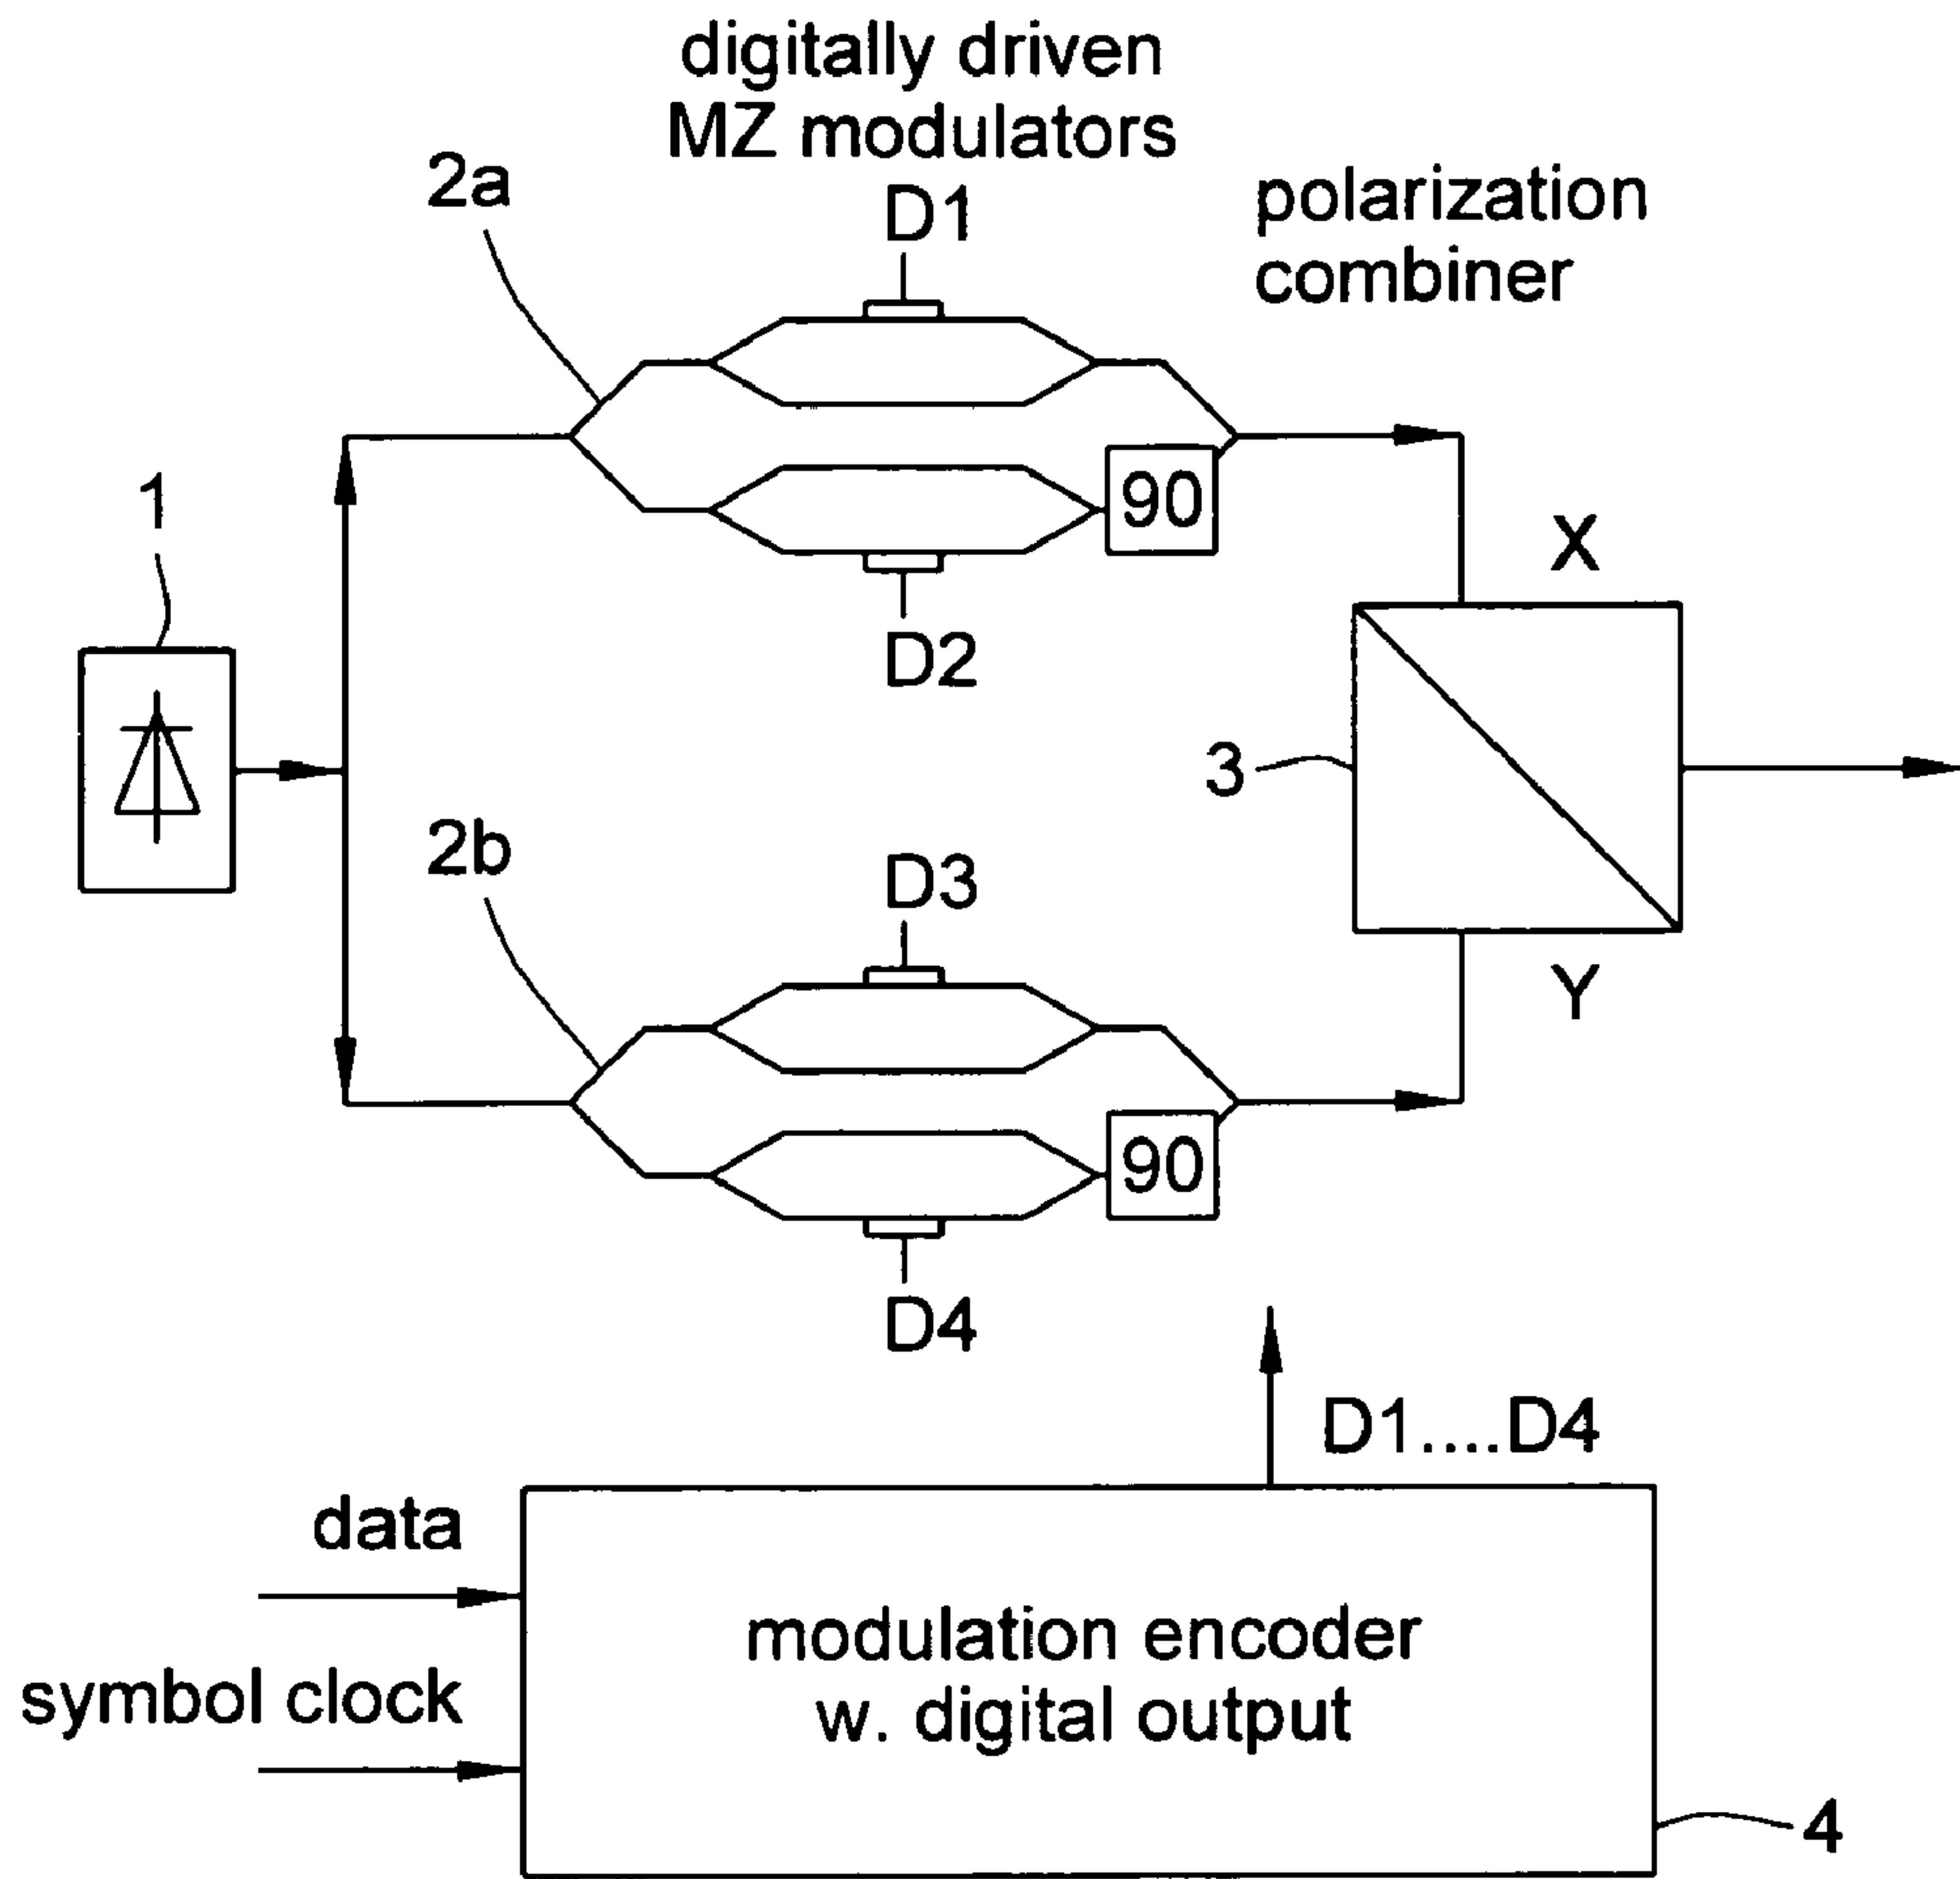 digitally driven
MZ modulators
2a
D1
polarization
combiner
90
1
X
D2
3
2b
D3
Y
90
D4
D1....D4
data
modulation encoder
w. digital output
symbol clock
4